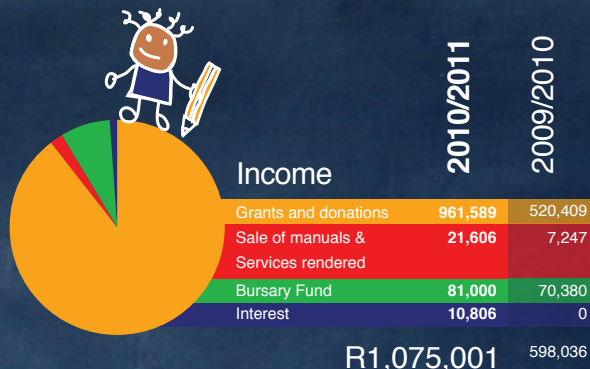 2010/2011 2009/2010
Income
Grants and donations 961,589 520,409
Sale of manuals & 21,606 7,247
Services rendered
Bursary Fund 81,000 70,380
Interest 10,806 0
R1,075,001 598,036